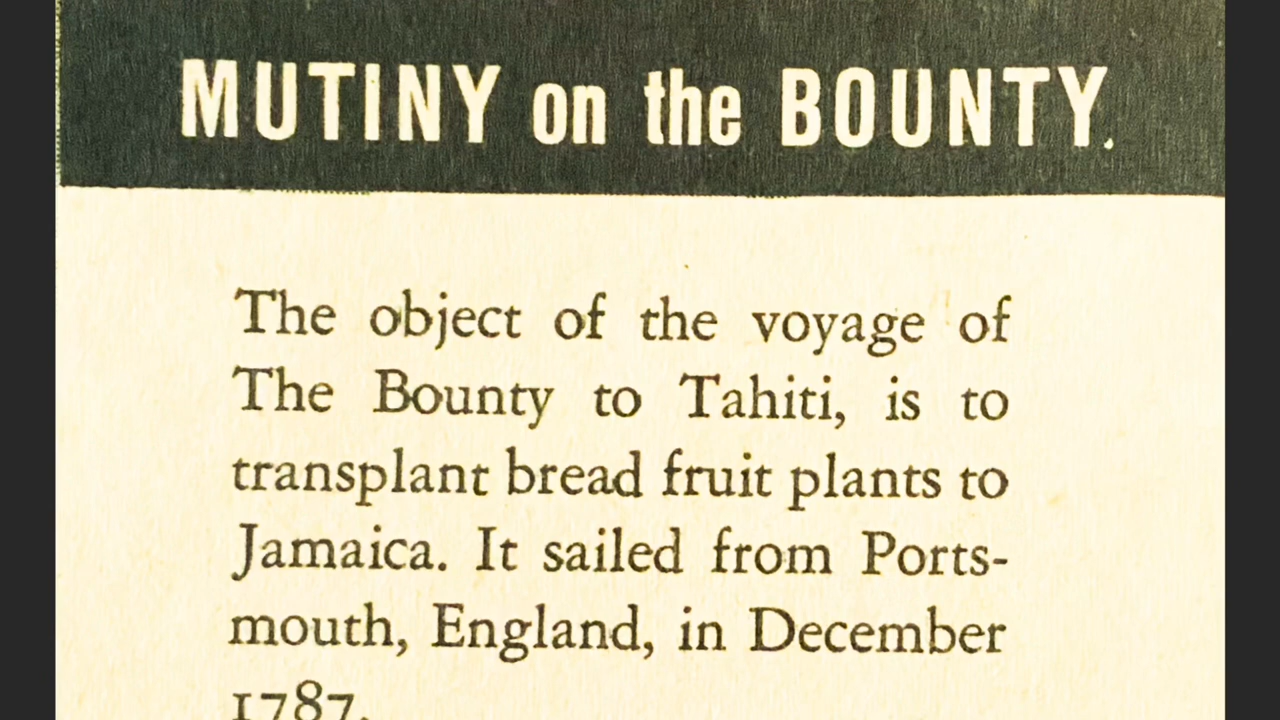 MUTINY on the BOUNTY.
The object of the voyage of
The Bounty to Tahiti, is to
transplant bread fruit plants to
Jamaica. It sailed from Ports-
mouth, England, in December
1787.